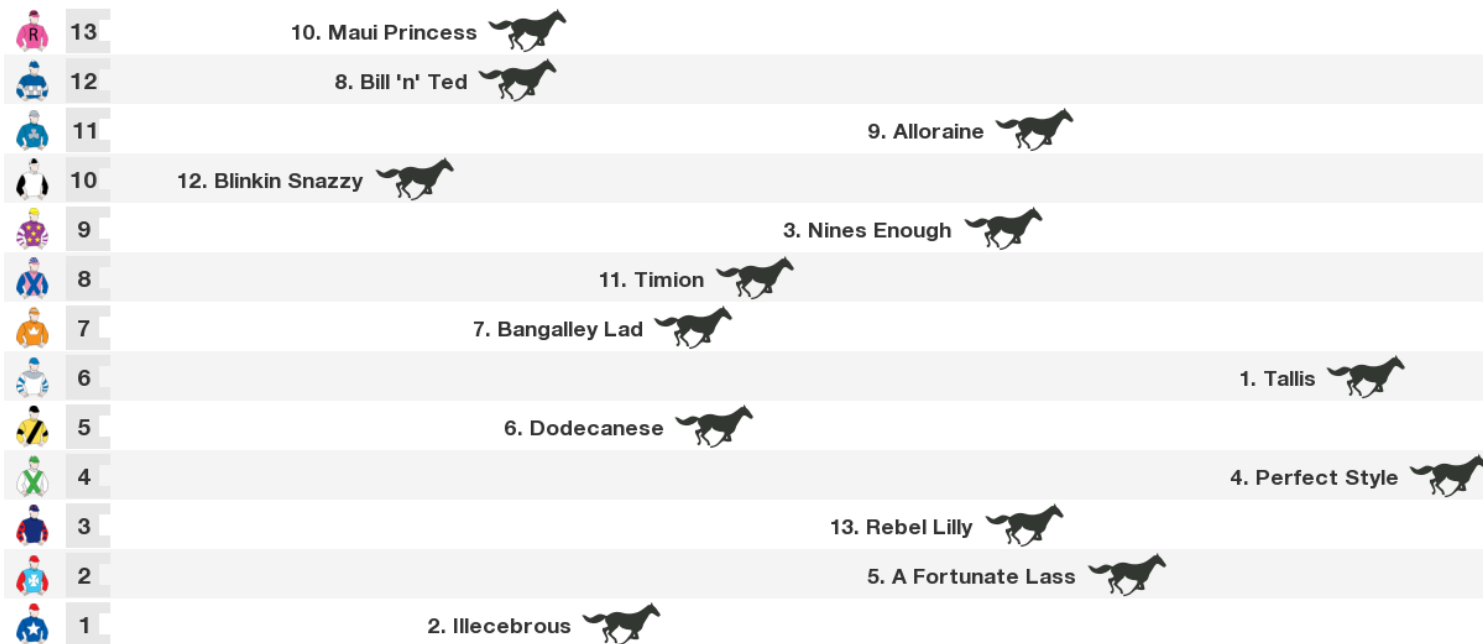 R 13 10. Maui Princess
12 8. Bill 'n' Ted
11 9. Alloraine
10 12. Blinkin Snazzy
9 3. Nines Enough
8 11. Timion
7 7. Bangalley Lad
6 1. Tallis
5 6. Dodecanese
4 4. Perfect Style
3 13. Rebel Lilly
2 5. A Fortunate Lass
1 2. Illecebrous